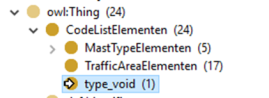 owl:Thing (24)
CodeListElementen (24)
MastTypeElementen (5)
TrafficAreaElementen (17)
type_void (1)